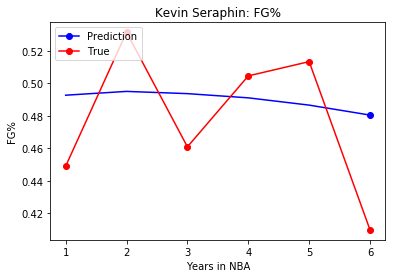 Kevin Seraphin: FG%
Prediction
True
FG%
0.52
0.50
0.48
0.46
0.44
0.42
1 2 3 4 5 6
Years in NBA